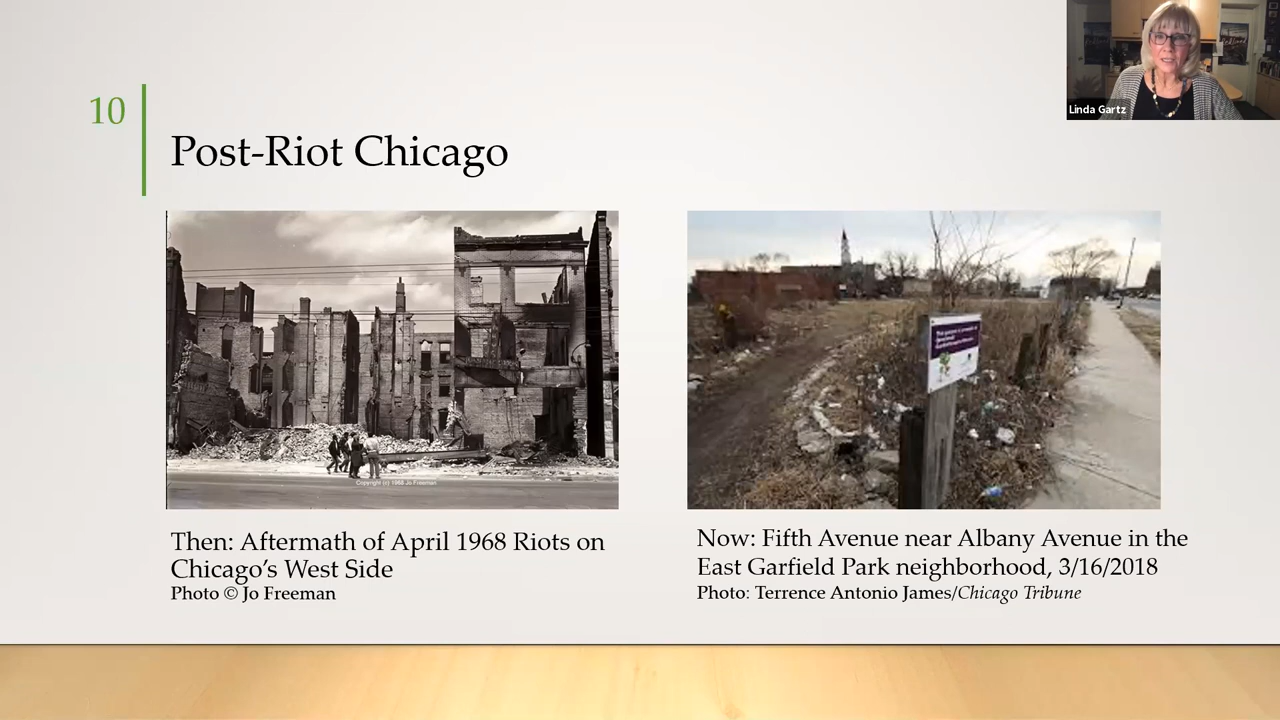 Linda Gartz
10
Post-Riot Chicago
Copyright (c) 1968 Jo Freeman
Then: Aftermath of April 1968 Riots on
Chicago's West Side
Photo © Jo Freeman
Now: Fifth Avenue near Albany Avenue in the
East Garfield Park neighborhood, 3/16/2018
Photo: Terrence Antonio James/Chicago Tribune